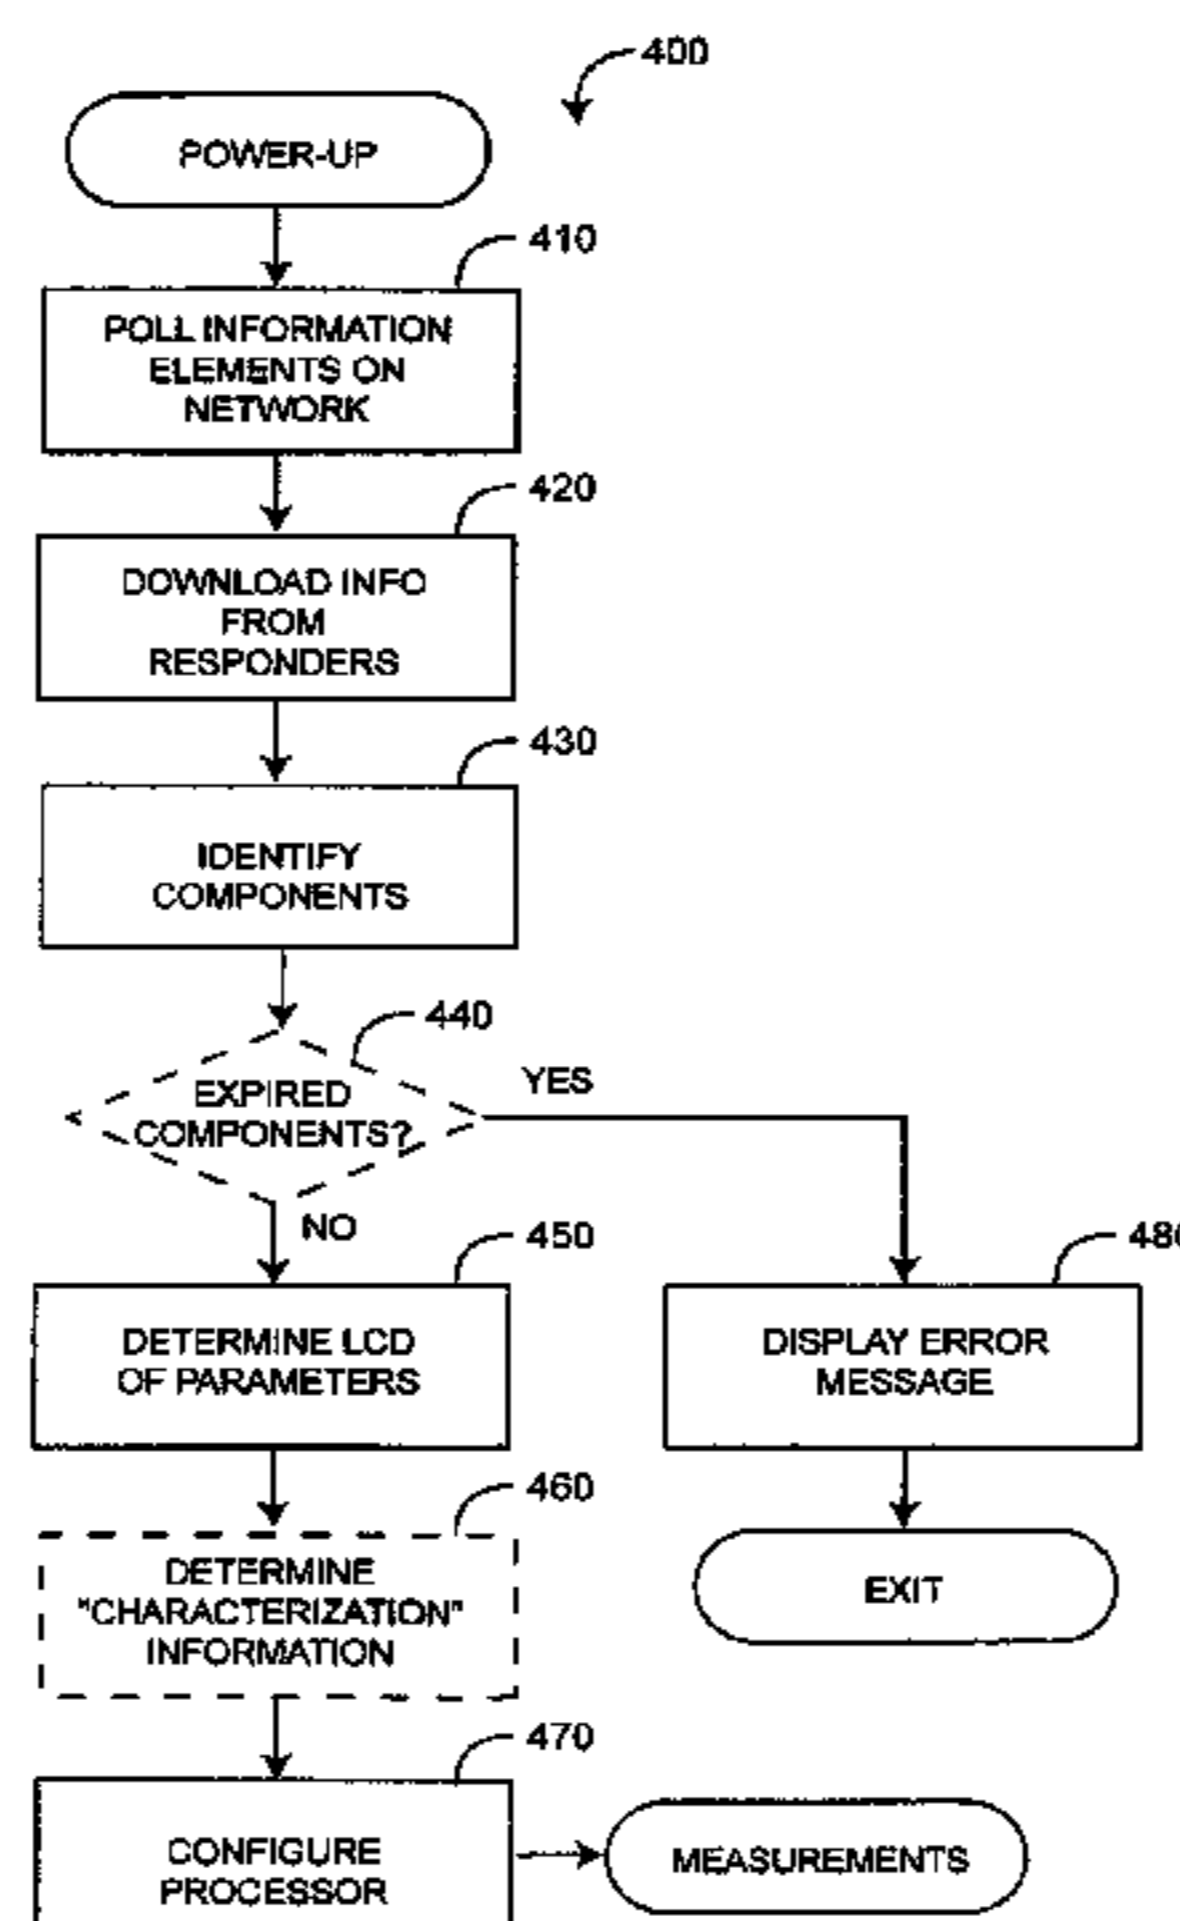 400
POWER-UP
410
POLL INFORMATION
ELEMENTS ON
NETWORK
420
DOWNLOAD INFO
FROM
RESPONDERS
430
IDENTIFY
COMPONENTS
440
EXPIRED
COMPONENTS?
YES
NO
450
DETERMINE LCD
OF PARAMETERS
480
DISPLAY ERROR
MESSAGE
460
DETERMINE
"CHARACTERIZATION"
INFORMATION
EXIT
470
CONFIGURE
PROCESSOR
MEASUREMENTS